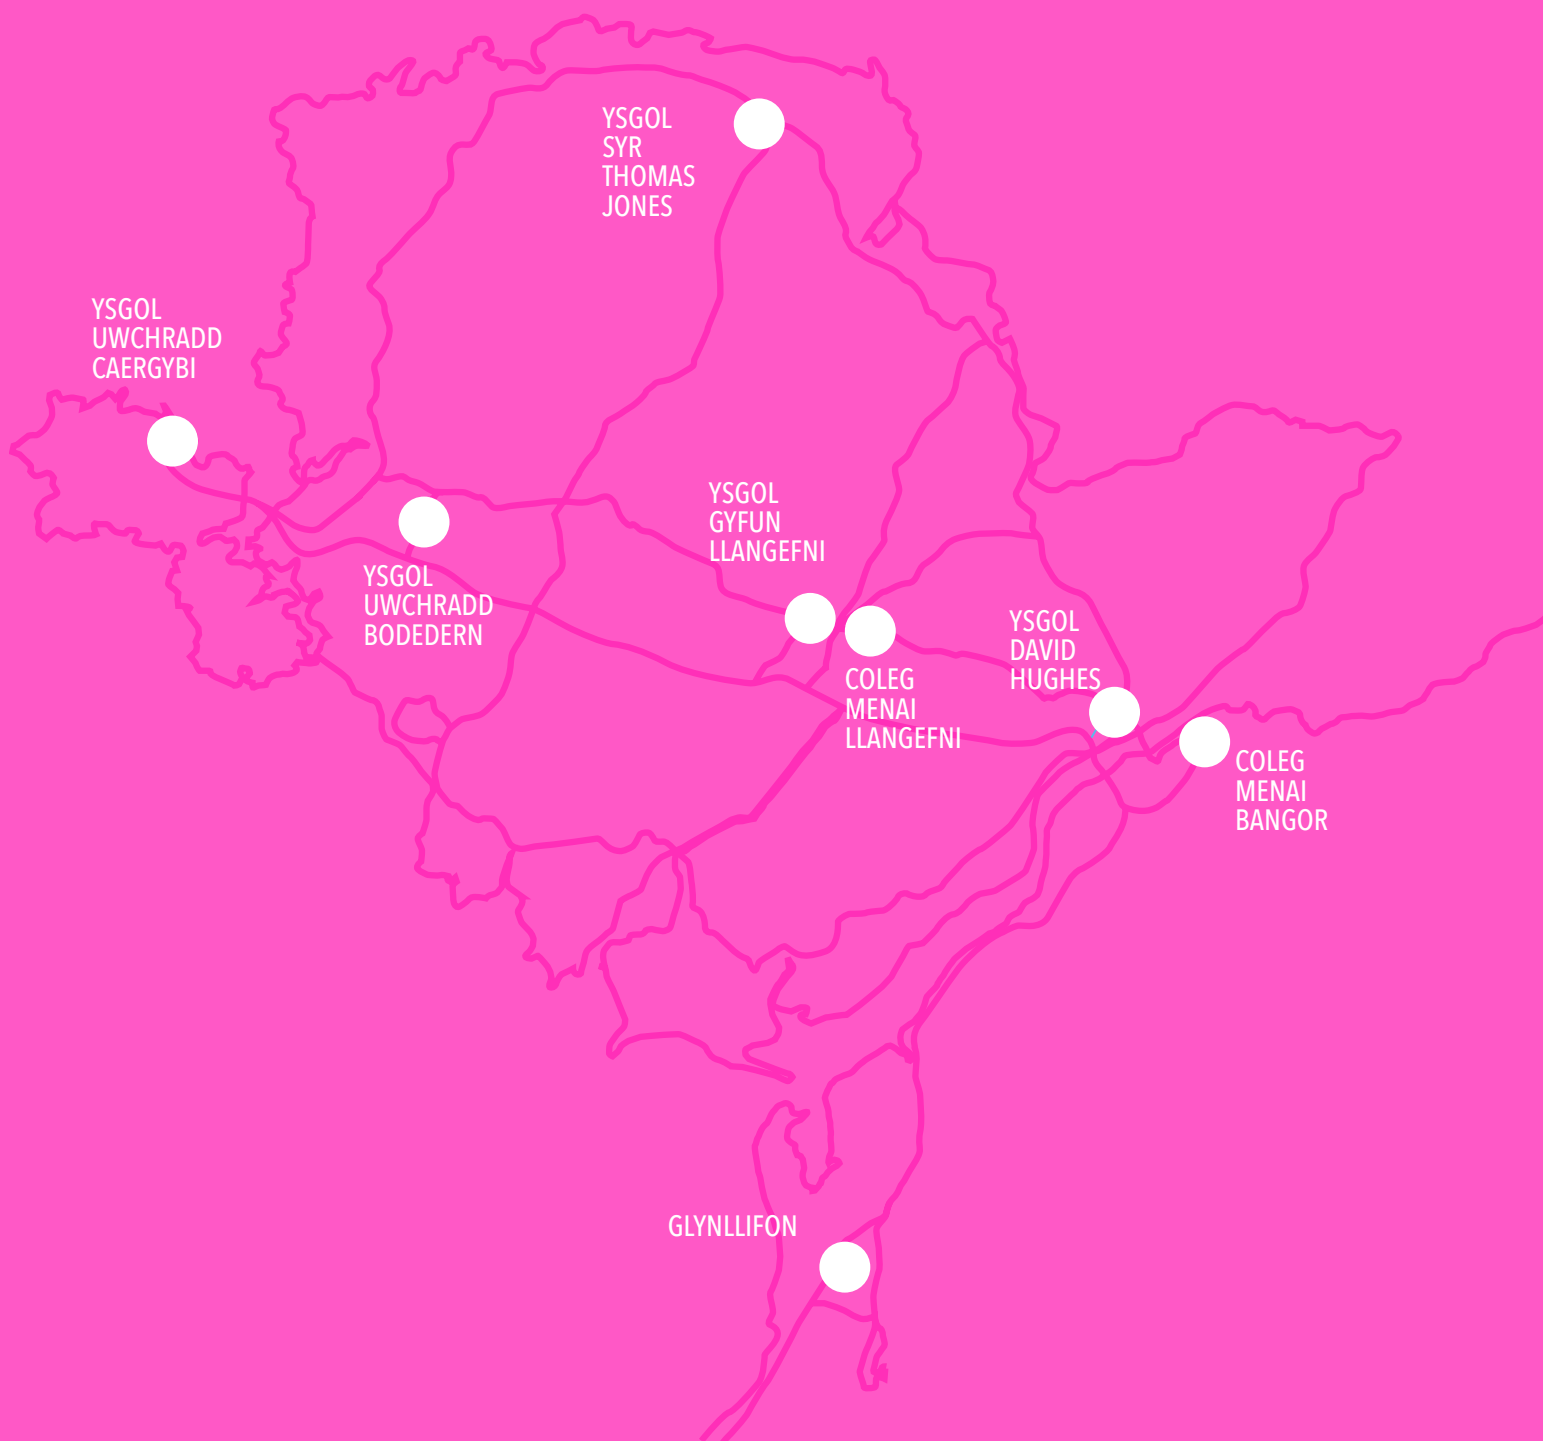 YSGOL
SYR
THOMAS
JONES
YSGOL
UWCHRADD
CAERGYBI
YSGOL
GYFUN
LLANGEFNI
YSGOL
UWCHRADD
BODEDERN
YSGOL
DAVID
HUGHES
COLEG
MENAI
LLANGEFNI
COLEG
MENAI
BANGOR
GLYNLLIFON